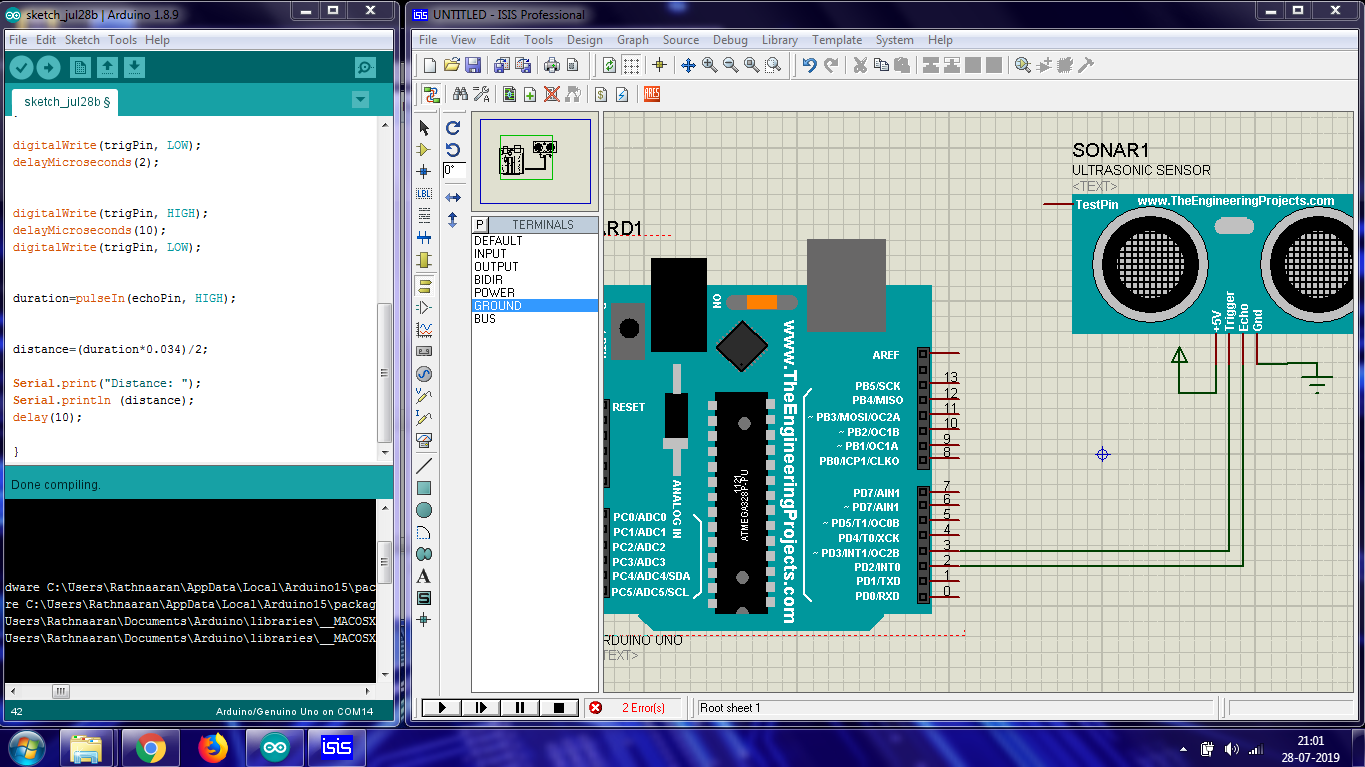 sketch_jul28b | Arduino 1.8.9
File Edit Sketch Tools Help
sketch_jul28b §
digitalWrite(trigPin, LOW);
delayMicroseconds(2);
digitalWrite(trigPin, HIGH);
delayMicroseconds(10);
digitalWrite(trigPin, LOW);
duration=pulseIn(echoPin, HIGH);
distance=(duration*0.034)/2;
Serial.print("Distance: ");
Serial.println (distance);
delay(10);
}
Done compiling.
dware C:\Users\Rathnaaran\AppData\Local\Arduino15\pac
re C:\Users\Rathnaaran\AppData\Local\Arduino15\packag
Users\Rathnaaran\Documents\Arduino\libraries\__MACOSX
Users\Rathnaaran\Documents\Arduino\libraries\__MACOSX
42
Arduino/Genuino Uno on COM14
isis UNTITLED - ISIS Professional
File View Edit Tools Design Graph Source Debug Library Template System Help
ARES
LBL
A
S
0°
P TERMINALS
DEFAULT
INPUT
OUTPUT
BIDIR
POWER
GROUND
BUS
ARD1
ON
RESET
ANALOG IN
PC0/ADC0
PC1/ADC1
PC2/ADC2
PC3/ADC3
PC4/ADC4/SDA
PC5/ADC5/SCL
1121
ATMEGA328P-PU
www.TheEngineeringProjects.com
AREF
PB5/SCK 13
PB4/MISO 12
~ PB3/MOSI/OC2A 11
~ PB2/OC1B 10
~ PB1/OC1A 9
PB0/ICP1/CLKO 8
PD7/AIN1 7
~ PD7/AIN1 6
~ PD5/T1/OC0B 5
PD4/T0/XCK 4
~ PD3/INT1/OC2B 3
PD2/INT0 2
PD1/TXD 1
PD0/RXD 0
RDUINO UNO
TEXT>
SONAR1
ULTRASONIC SENSOR
<TEXT>
TestPin
www.TheEngineeringProjects.com
+5V
Trigger
Echo
Gnd
2 Error(s)
Root sheet 1
isis
21:01
28-07-2019